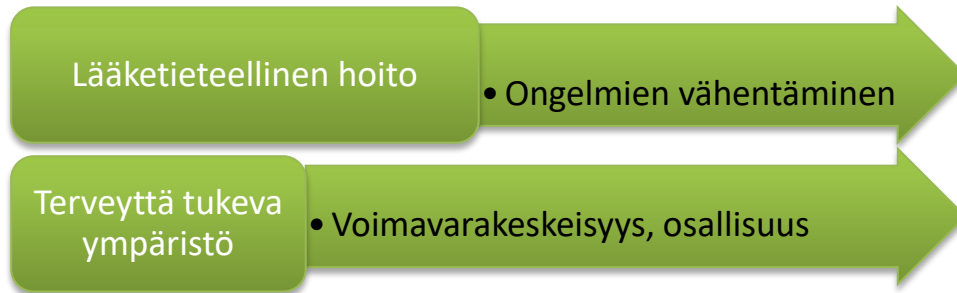 Lääketieteellinen hoito
• Ongelmien vähentäminen
Terveyttä tukeva
ympäristö
• Voimavarakeskeisyys, osallisuus